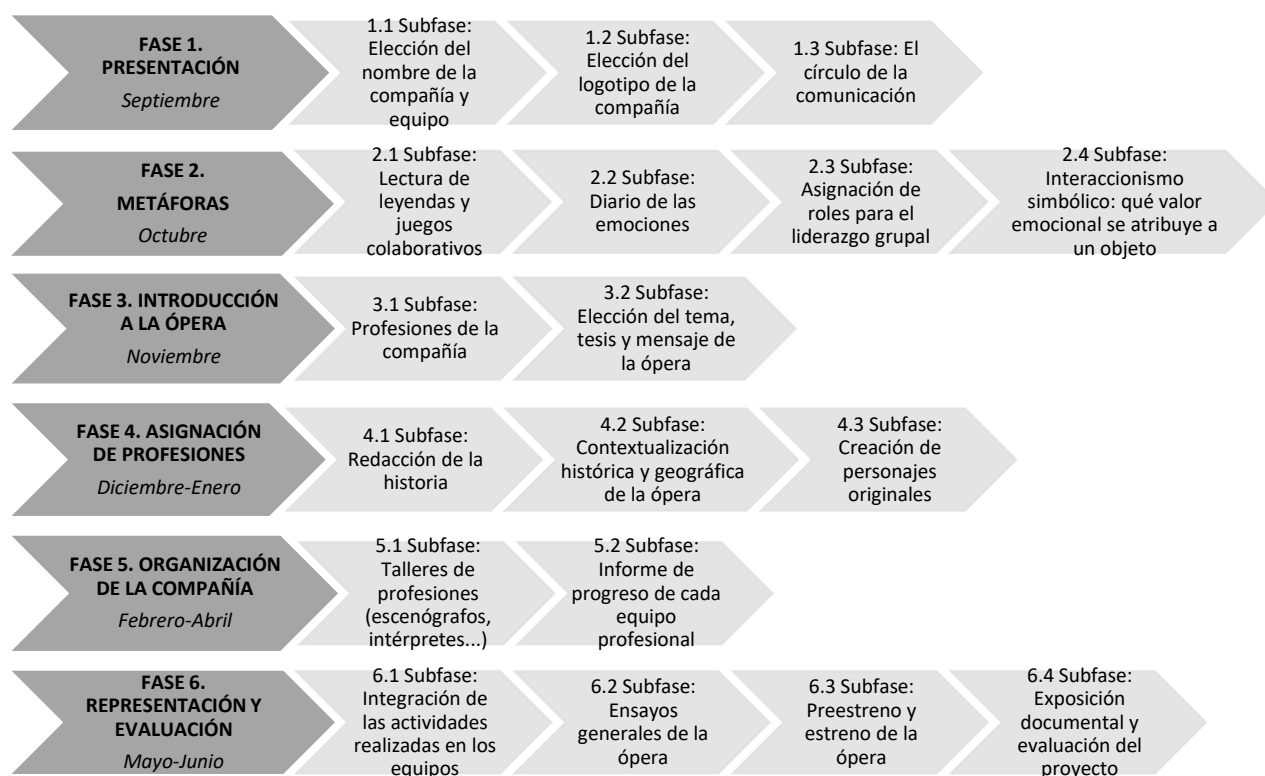 FASE 1.
PRESENTACIÓN
Septiembre
1.1 Subfase:
Elección del
nombre de la
compañía y
equipo
1.2 Subfase:
Elección del
logotipo de la
compañía
1.3 Subfase: El
círculo de la
comunicación
FASE 2.
METÁFORAS
Octubre
2.1 Subfase:
Lectura de
leyendas y
juegos
colaborativos
2.2 Subfase:
Diario de las
emociones
2.3 Subfase:
Asignación de
roles para el
liderazgo grupal
2.4 Subfase:
Interaccionismo
simbólico: qué valor
emocional se atribuye a
un objeto
FASE 3. INTRODUCCIÓN
A LA ÓPERA
Noviembre
3.1 Subfase:
Profesiones de la
compañía
3.2 Subfase:
Elección del tema,
tesis y mensaje de
la ópera
FASE 4. ASIGNACIÓN
DE PROFESIONES
Diciembre-Enero
4.1 Subfase:
Redacción de la
historia
4.2 Subfase:
Contextualización
histórica y geográfica
de la ópera
4.3 Subfase:
Creación de
personajes
originales
FASE 5. ORGANIZACIÓN
DE LA COMPAÑÍA
Febrero-Abril
5.1 Subfase:
Talleres de
profesiones
(escenógrafos,
intérpretes...)
5.2 Subfase:
Informe de
progreso de cada
equipo
profesional
FASE 6.
REPRESENTACIÓN Y
EVALUACIÓN
Mayo-Junio
6.1 Subfase:
Integración de
las actividades
realizadas en los
equipos
6.2 Subfase:
Ensayos
generales de la
ópera
6.3 Subfase:
Preestreno y
estreno de la
ópera
6.4 Subfase:
Exposición
documental y
evaluación del
proyecto